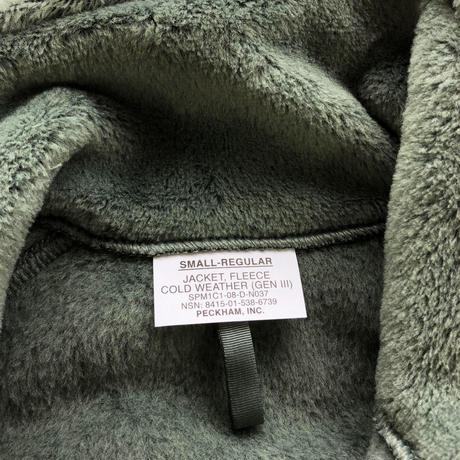 SMALL-REGULAR
JACKET, FLEECE
COLD WEATHER (GEN III)
SPM1C1-08-D-N037
NSN: 8415-01-538-6739
PECKHAM, INC.